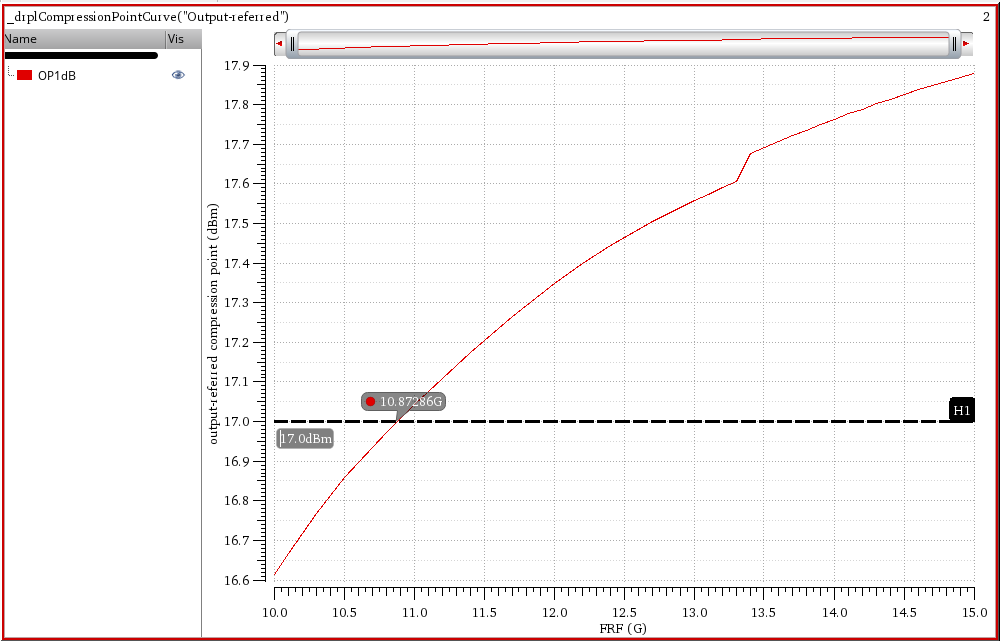 _drplCompressionPointCurve("Output-referred")
2
Name
Vis
OP1dB
17.9
17.8
17.7
17.6
17.5
17.4
17.3
17.2
17.1
17.0
16.9
16.8
16.7
16.6
output-referred compression point (dBm)
10.87286G
H1
17.0dBm
10.0 10.5 11.0 11.5 12.0 12.5 13.0 13.5 14.0 14.5 15.0
FRF (G)